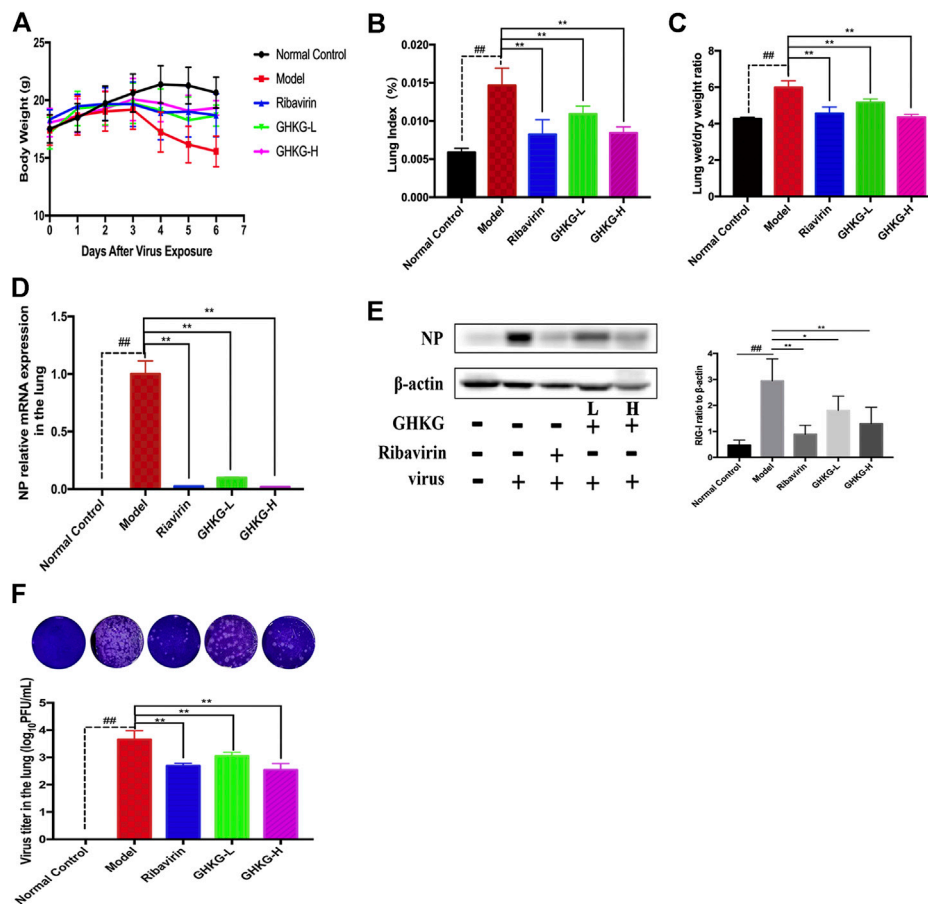 A
Body Weight (g)
25
20
15
10
0 1 2 3 4 5 6 7
Days After Virus Exposure
Normal Control
Model
Ribavirin
GHKG-L
GHKG-H
B
Lung Index (%)
0.020
0.015
0.010
0.005
0.000
##
**
**
**
Normal Control
Model
Ribavirin
GHKG-L
GHKG-H
C
Lung wet/dry weight ratio
10
8
6
4
2
0
##
**
**
**
Normal Control
Model
Riavirin
GHKG-L
GHKG-H
D
NP relative mRNA expression
in the lung
1.5
1.0
0.5
0.0
##
**
**
**
Normal Control
Model
Riavirin
GHKG-L
GHKG-H
E
NP
β-actin
L H
GHKG - - - + +
Ribavirin - - + - -
virus - + + + +
RIG-I ratio to β-actin
5
4
3
2
1
0
##
**
*
**
Normal Control
Model
Ribavirin
GHKG-L
GHKG-H
F
Virus titer in the lung (log10PFU/mL)
5
4
3
2
1
0
##
**
**
**
Normal Control
Model
Ribavirin
GHKG-L
GHKG-H